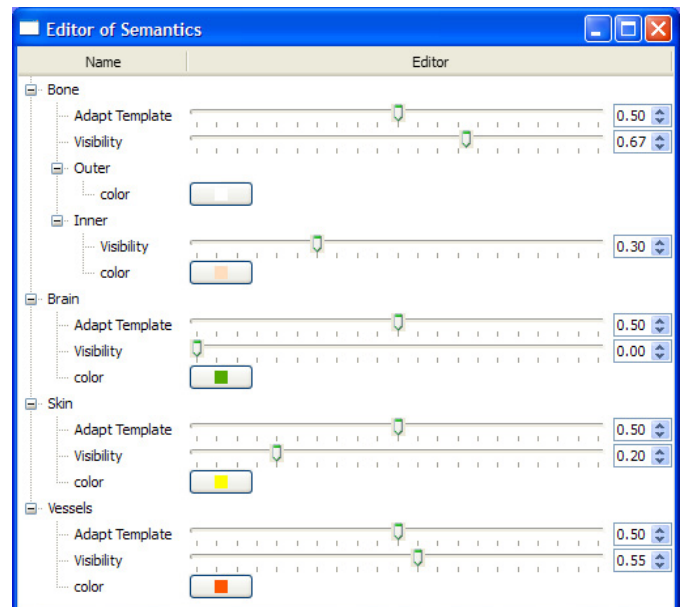 Editor of Semantics
Name Editor
Bone
Adapt Template 0.50
Visibility 0.67
Outer
color
Inner
Visibility 0.30
color
Brain
Adapt Template 0.50
Visibility 0.00
color
Skin
Adapt Template 0.50
Visibility 0.20
color
Vessels
Adapt Template 0.50
Visibility 0.55
color